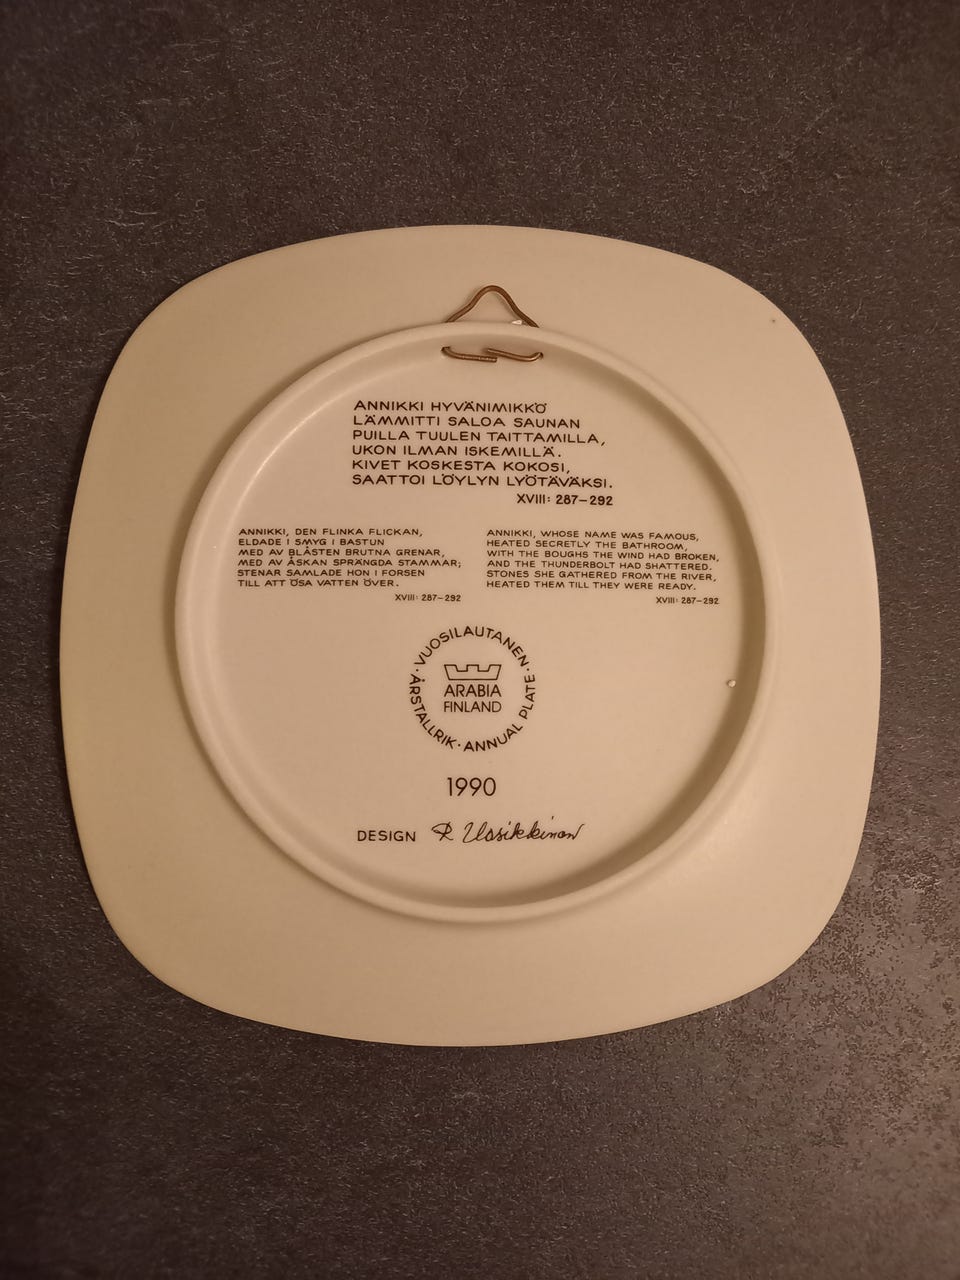 ANNIKKI HYVÄNIMIKKÖ
LÄMMITTI SALOA SAUNAN
PUILLA TUULEN TAITTAMILLA,
UKON ILMAN ISKEMILLÄ.
KIVET KOSKESTA KOKOSI,
SAATTOI LÖYLYN LYÖTÄVÄKSI.
XVIII: 287-292
ANNIKKI, DEN FLINKA FLICKAN,
ELDADE I SMYG I BASTUN
MED AV BLÅSTEN BRUTNA GRENAR,
MED AV ÅSKAN SPRÄNGDA STAMMAR;
STENAR SAMLADE HON I FORSEN
TILL ATT ÖSA VATTEN ÖVER.
XVIII: 287-292
ANNIKKI, WHOSE NAME WAS FAMOUS,
HEATED SECRETLY THE BATHROOM,
WITH THE BOUGHS THE WIND HAD BROKEN,
AND THE THUNDERBOLT HAD SHATTERED.
STONES SHE GATHERED FROM THE RIVER,
HEATED THEM TILL THEY WERE READY.
XVIII: 287-292
· VUOSILAUTANEN · ANNUAL PLATE · ÅRSTALLRIK
ARABIA
FINLAND
1990
DESIGN R Uosikkinen